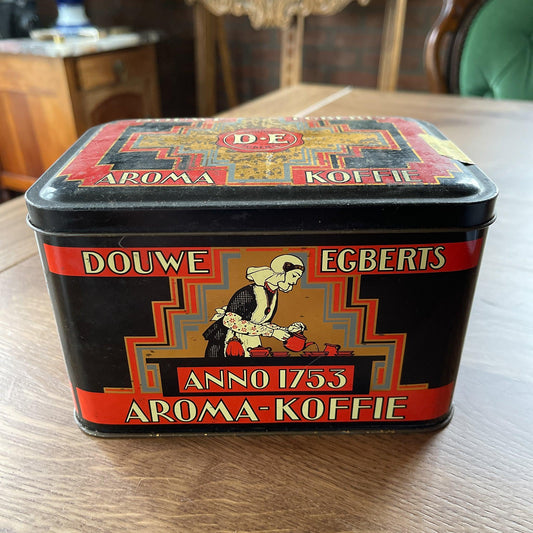 D·E
AROMA KOFFIE
DOUWE EGBERTS
ANNO 1753
AROMA-KOFFIE